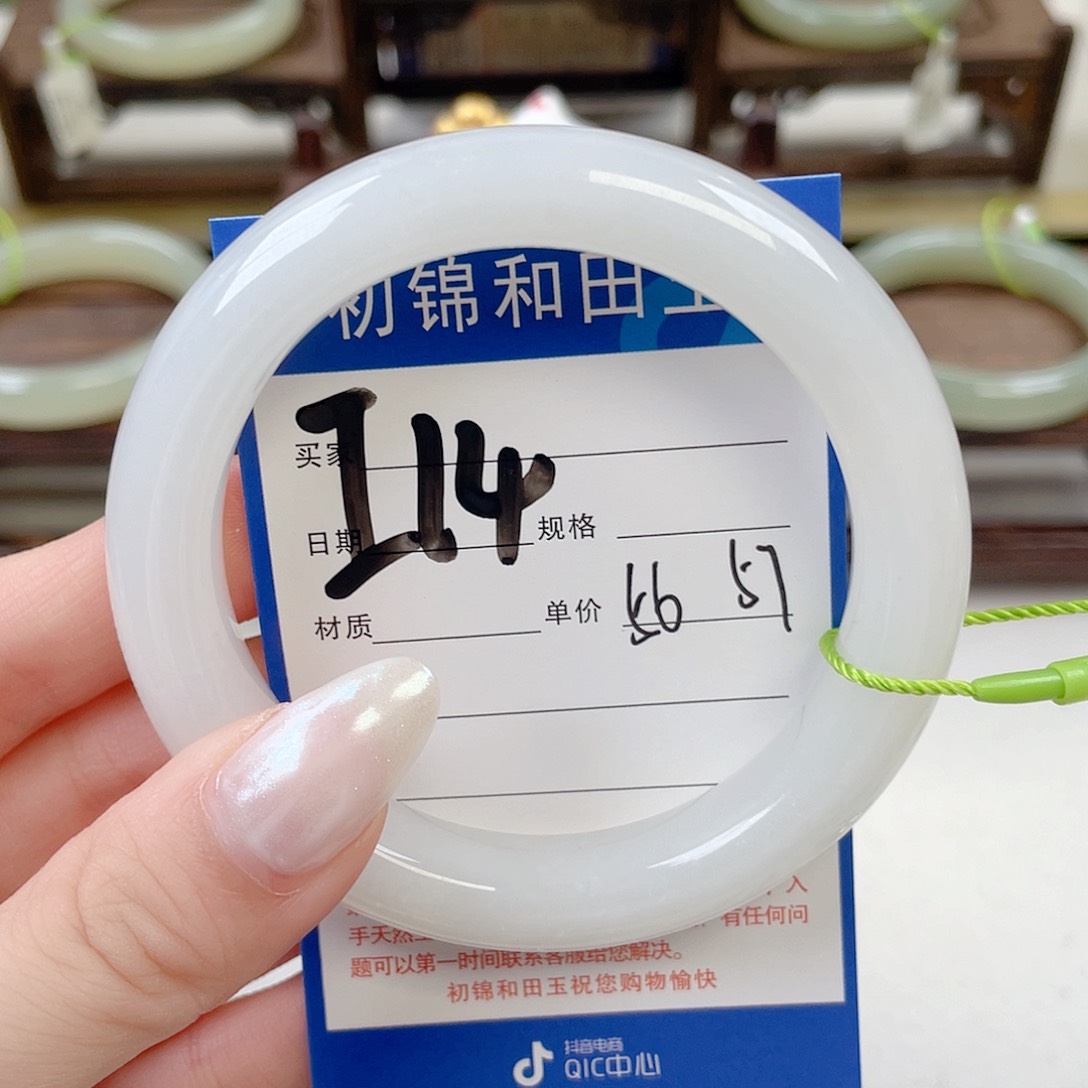 初锦和田玉
I14
买家
日期 规格
材质 单价 56 57
入
手天然 有任何问
题可以第一时间联系客服给您解决。
初锦和田玉祝您购物愉快
抖音电商
QIC中心